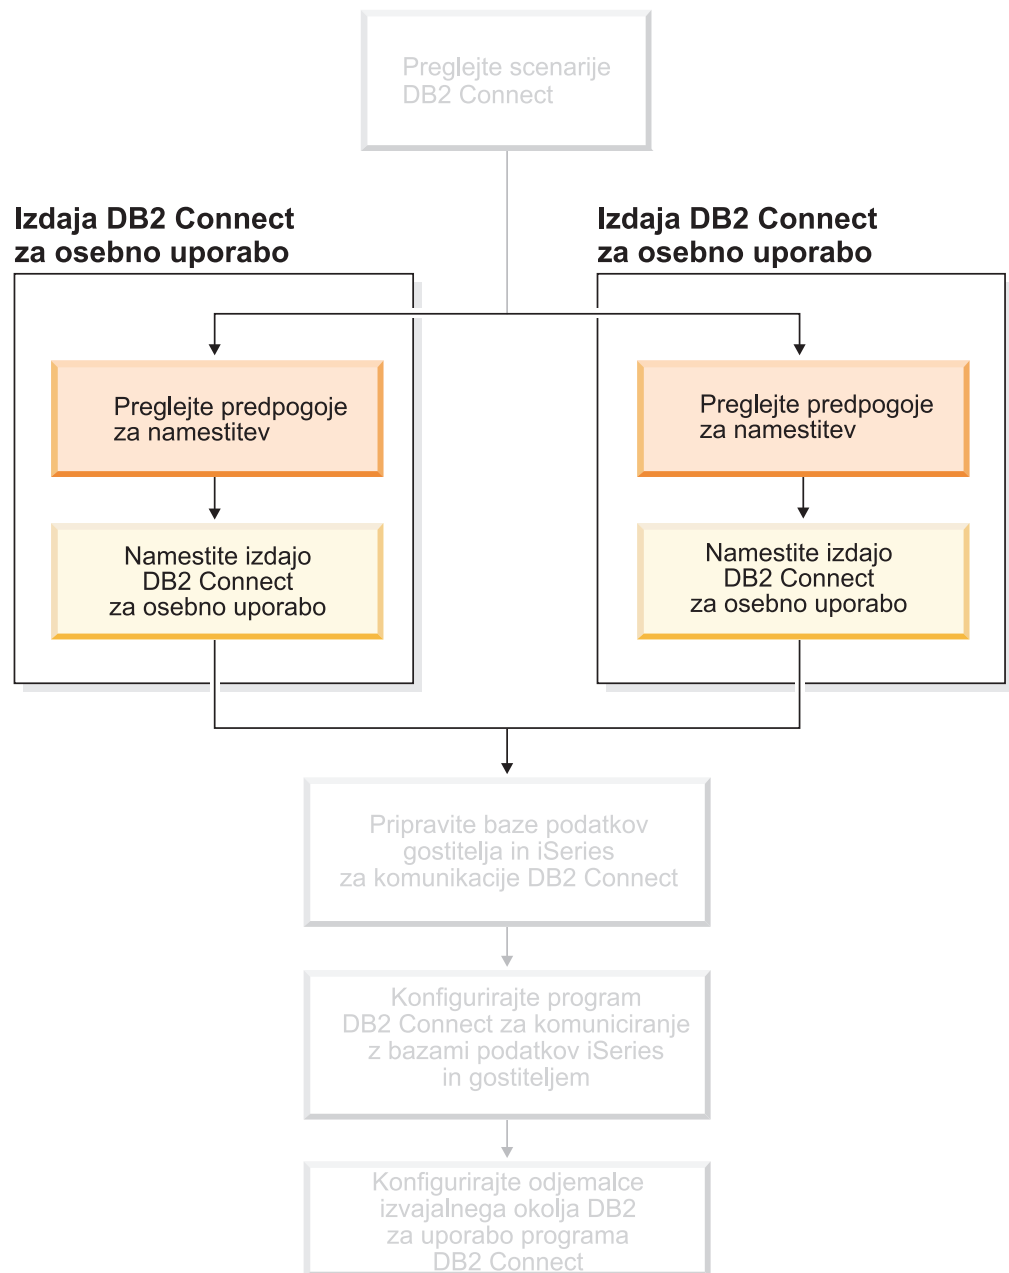 Preglejte scenarije
DB2 Connect
Izdaja DB2 Connect
za osebno uporabo
Preglejte predpogoje
za namestitev
Namestite izdajo
DB2 Connect
za osebno uporabo
Izdaja DB2 Connect
za osebno uporabo
Preglejte predpogoje
za namestitev
Namestite izdajo
DB2 Connect
za osebno uporabo
Pripravite baze podatkov
gostitelja in iSeries
za komunikacije DB2 Connect
Konfigurirajte program
DB2 Connect za komuniciranje
z bazami podatkov iSeries
in gostiteljem
Konfigurirajte odjemalce
izvajalnega okolja DB2
za uporabo programa
DB2 Connect